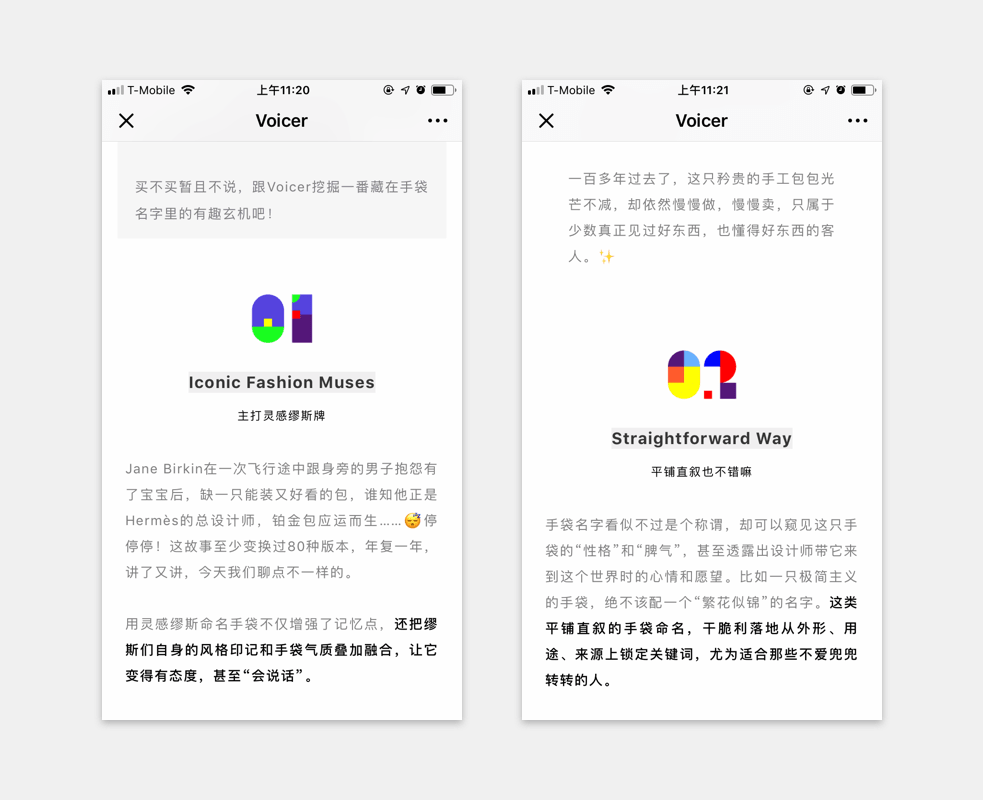 T-Mobile
上午11:20
Voicer
买不买暂且不说，跟Voicer挖掘一番藏在手袋
名字里的有趣玄机吧！
01
Iconic Fashion Muses
主打灵感缪斯牌
Jane Birkin在一次飞行途中跟身旁的男子抱怨有
了宝宝后，缺一只能装又好看的包，谁知他正是
Hermès的总设计师，铂金包应运而生……😴停
停停！这故事至少变换过80种版本，年复一年，
讲了又讲，今天我们聊点不一样的。
用灵感缪斯命名手袋不仅增强了记忆点，还把缪
斯们自身的风格印记和手袋气质叠加融合，让它
变得有态度，甚至“会说话”。
T-Mobile
上午11:21
Voicer
一百多年过去了，这只矜贵的手工包包光
芒不减，却依然慢慢做，慢慢卖，只属于
少数真正见过好东西，也懂得好东西的客
人。✨
02
Straightforward Way
平铺直叙也不错嘛
手袋名字看似不过是个称谓，却可以窥见这只手
袋的“性格”和“脾气”，甚至透露出设计师带它来
到这个世界时的心情和愿望。比如一只极简主义
的手袋，绝不该配一个“繁花似锦”的名字。这类
平铺直叙的手袋命名，干脆利落地从外形、用
途、来源上锁定关键词，尤为适合那些不爱兜兜
转转的人。